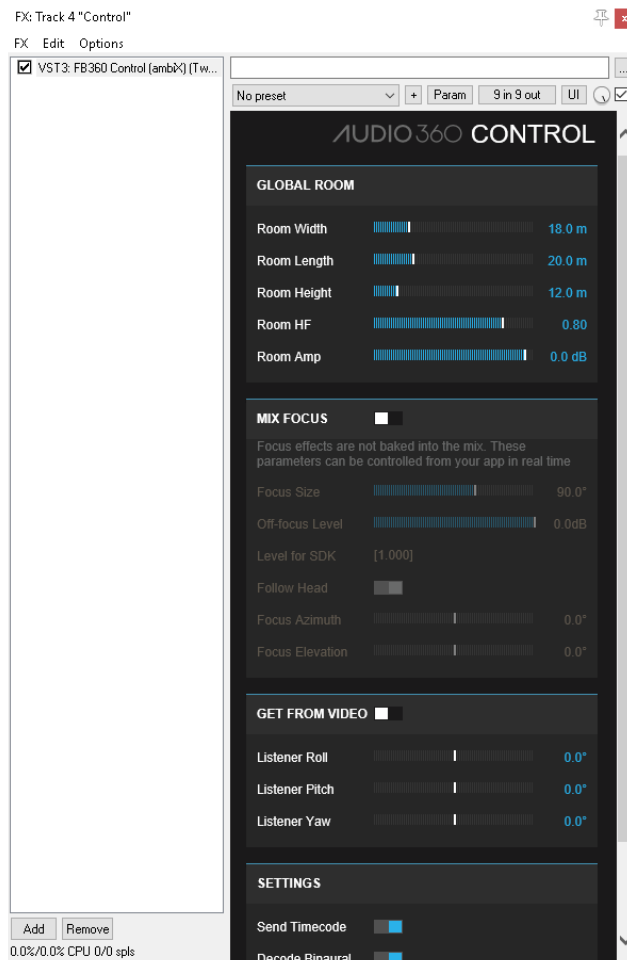 FX: Track 4 "Control"
FX Edit Options
VST3: FB360 Control (ambiX) (Tw...
...
No preset + Param 9 in 9 out UI
AUDIO360 CONTROL
GLOBAL ROOM
Room Width 18.0 m
Room Length 20.0 m
Room Height 12.0 m
Room HF 0.80
Room Amp 0.0 dB
MIX FOCUS
Focus effects are not baked into the mix. These
parameters can be controlled from your app in real time
Focus Size 90.0°
Off-focus Level 0.0dB
Level for SDK [1.000]
Follow Head
Focus Azimuth 0.0°
Focus Elevation 0.0°
GET FROM VIDEO
Listener Roll 0.0°
Listener Pitch 0.0°
Listener Yaw 0.0°
SETTINGS
Send Timecode
Decode Binaural
Add Remove
0.0%/0.0% CPU 0/0 spls